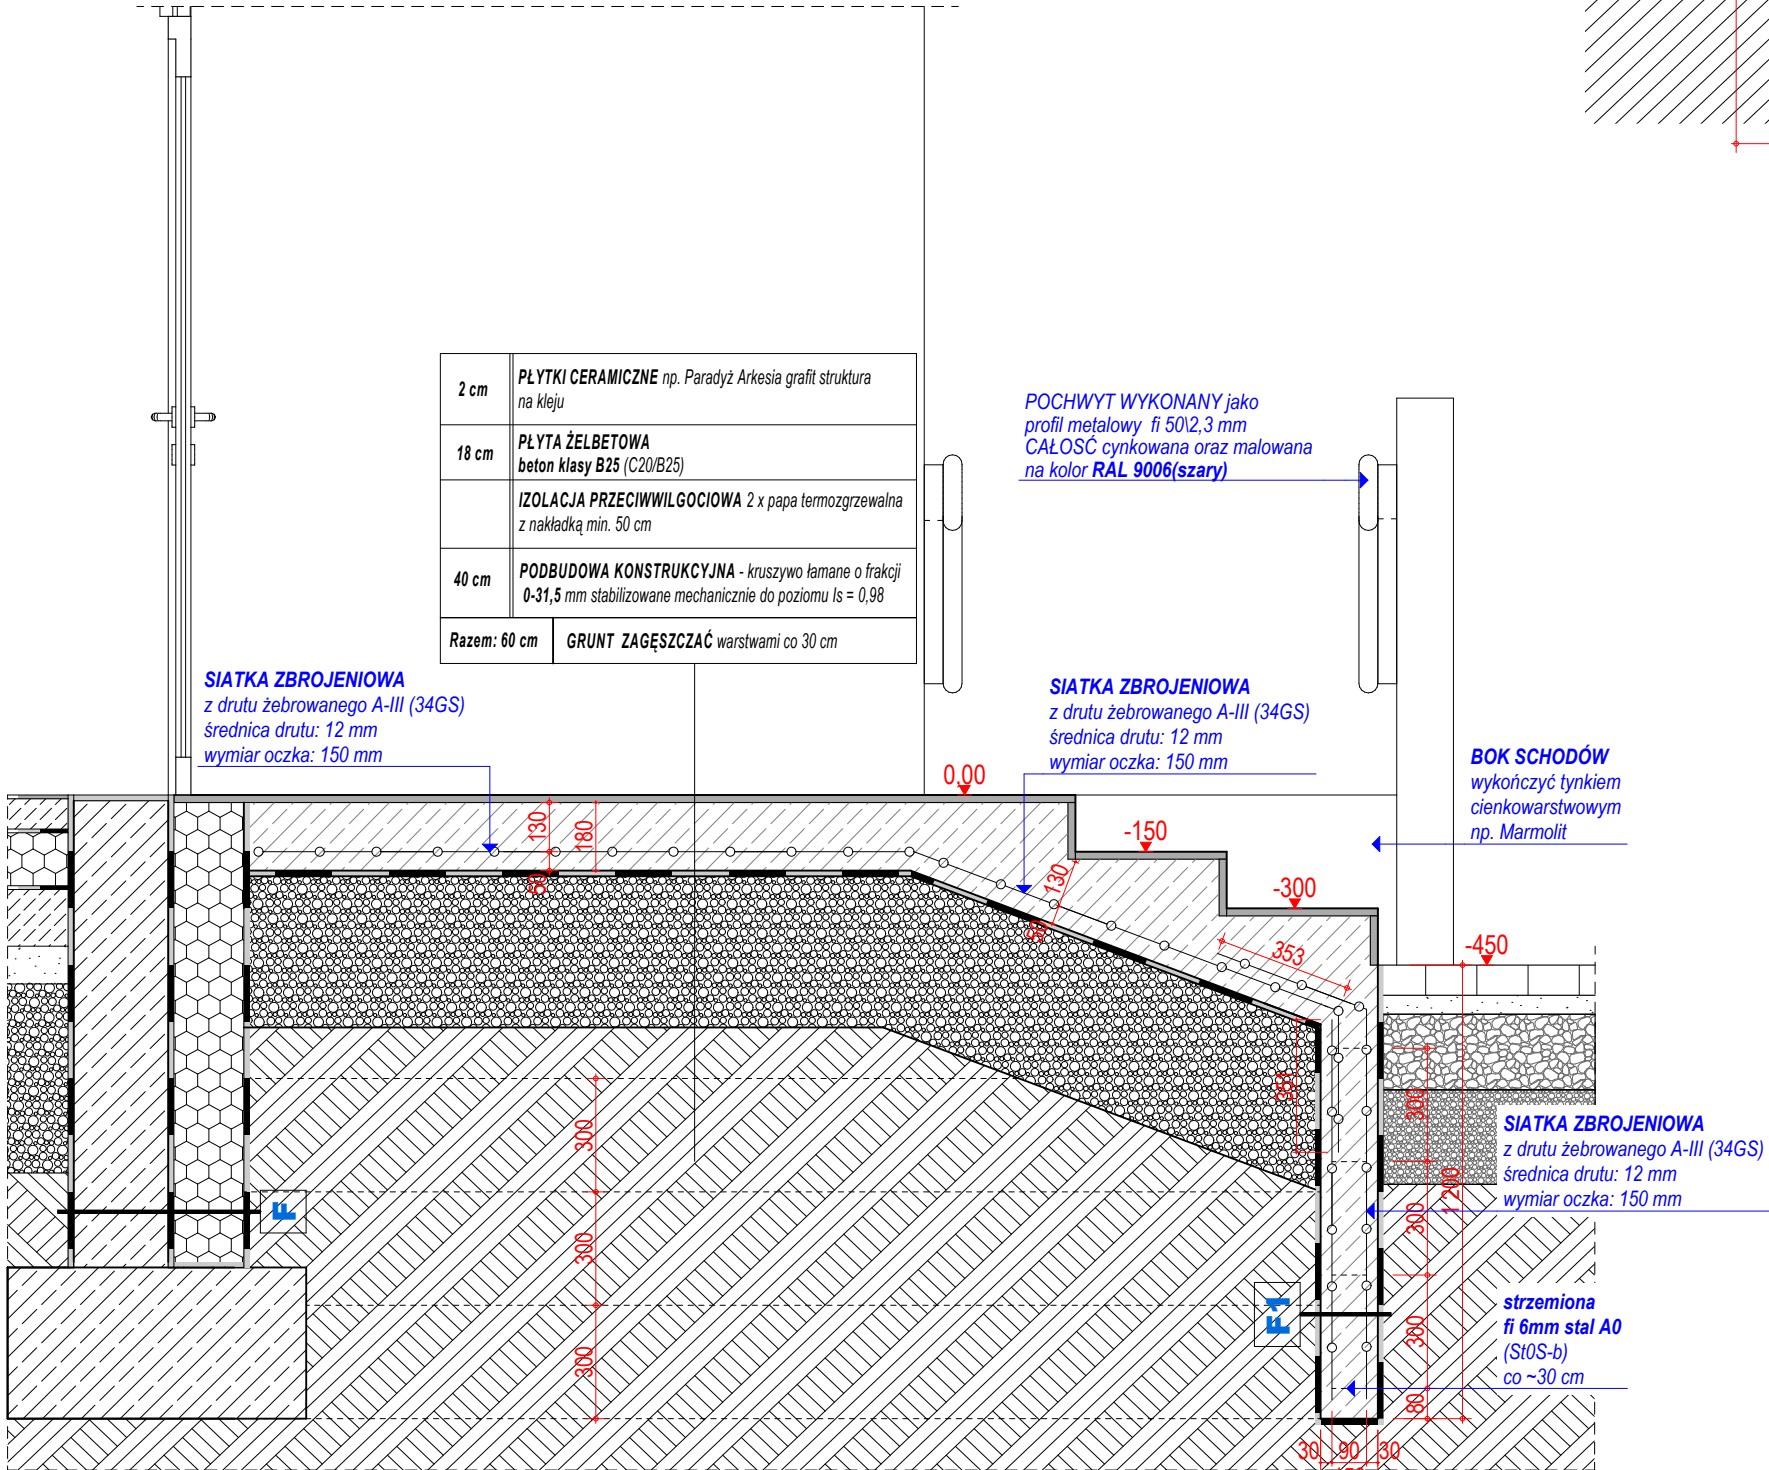 2 cm
PŁYTKI CERAMICZNE np. Paradyż Arkesia grafit struktura
na kleju
18 cm
PŁYTA ŻELBETOWA
beton klasy B25 (C20/B25)
IZOLACJA PRZECIWWILGOCIOWA 2 x papa termozgrzewalna
z nakładką min. 50 cm
40 cm
PODBUDOWA KONSTRUKCYJNA - kruszywo łamane o frakcji
0-31,5 mm stabilizowane mechanicznie do poziomu Is = 0,98
Razem: 60 cm
GRUNT ZAGĘSZCZAĆ warstwami co 30 cm
POCHWYT WYKONANY jako
profil metalowy fi 50\2,3 mm
CAŁOŚĆ cynkowana oraz malowana
na kolor RAL 9006(szary)
SIATKA ZBROJENIOWA
z drutu żebrowanego A-III (34GS)
średnica drutu: 12 mm
wymiar oczka: 150 mm
SIATKA ZBROJENIOWA
z drutu żebrowanego A-III (34GS)
średnica drutu: 12 mm
wymiar oczka: 150 mm
BOK SCHODÓW
wykończyć tynkiem
cienkowarstwowym
np. Marmolit
0,00
-150
-300
-450
130
180
50
130
50
353
351
300
300
300
300
300
300
80
1 200
SIATKA ZBROJENIOWA
z drutu żebrowanego A-III (34GS)
średnica drutu: 12 mm
wymiar oczka: 150 mm
F
F1
strzemiona
fi 6mm stal A0
(St0S-b)
co ~30 cm
30 90 30